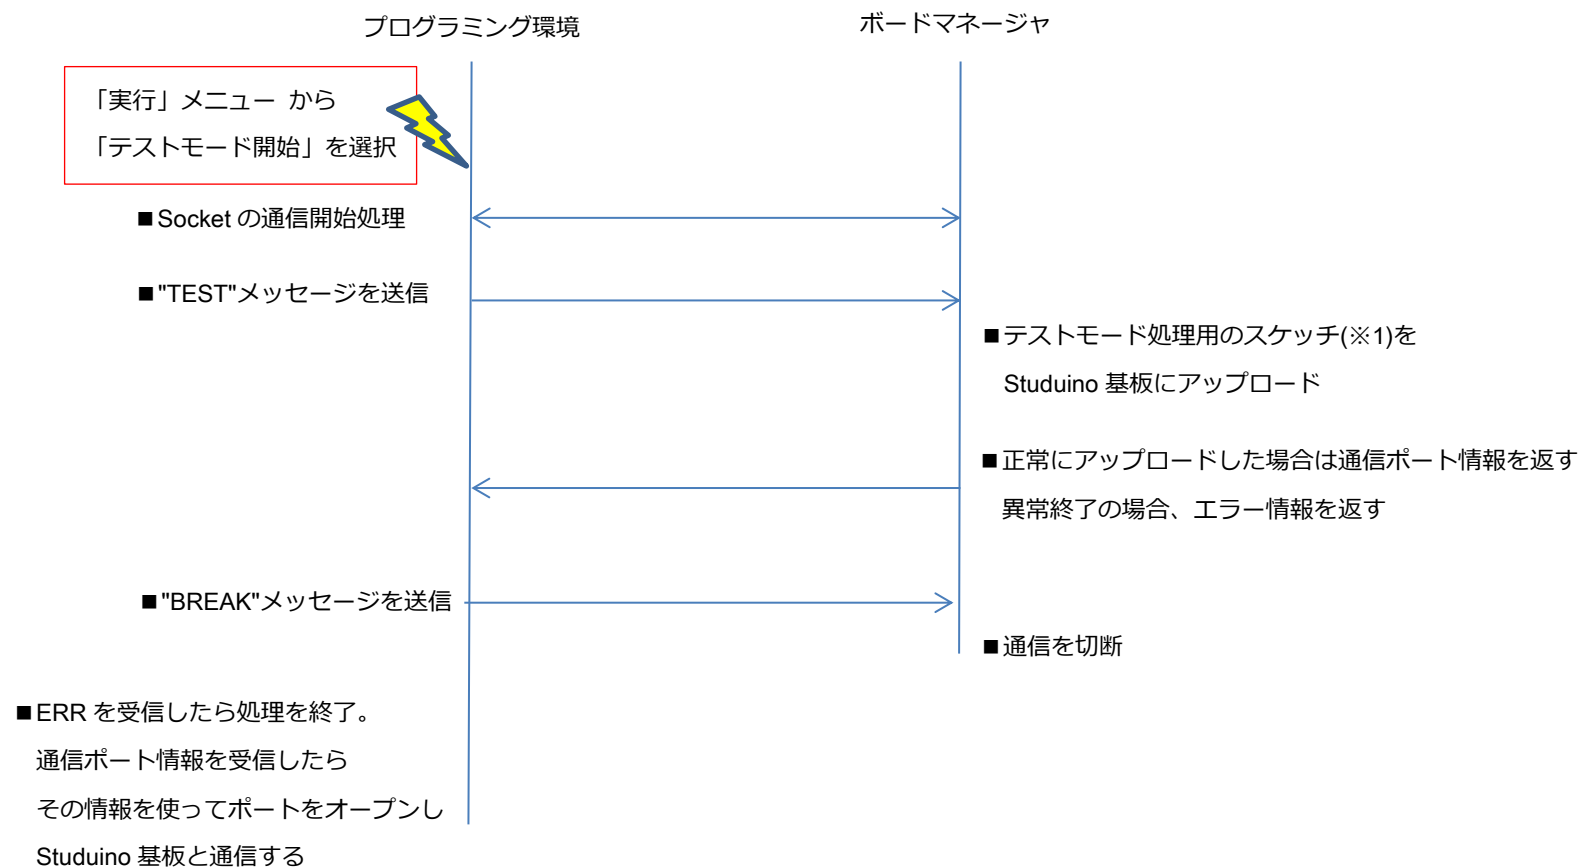 プログラミング環境
ボードマネージャ
「実行」メニュー から
「テストモード開始」を選択
■Socket の通信開始処理
■"TEST"メッセージを送信
■テストモード処理用のスケッチ(※1)を
Studuino 基板にアップロード
■正常にアップロードした場合は通信ポート情報を返す
異常終了の場合、エラー情報を返す
■"BREAK"メッセージを送信
■通信を切断
■ERR を受信したら処理を終了。
通信ポート情報を受信したら
その情報を使ってポートをオープンし
Studuino 基板と通信する